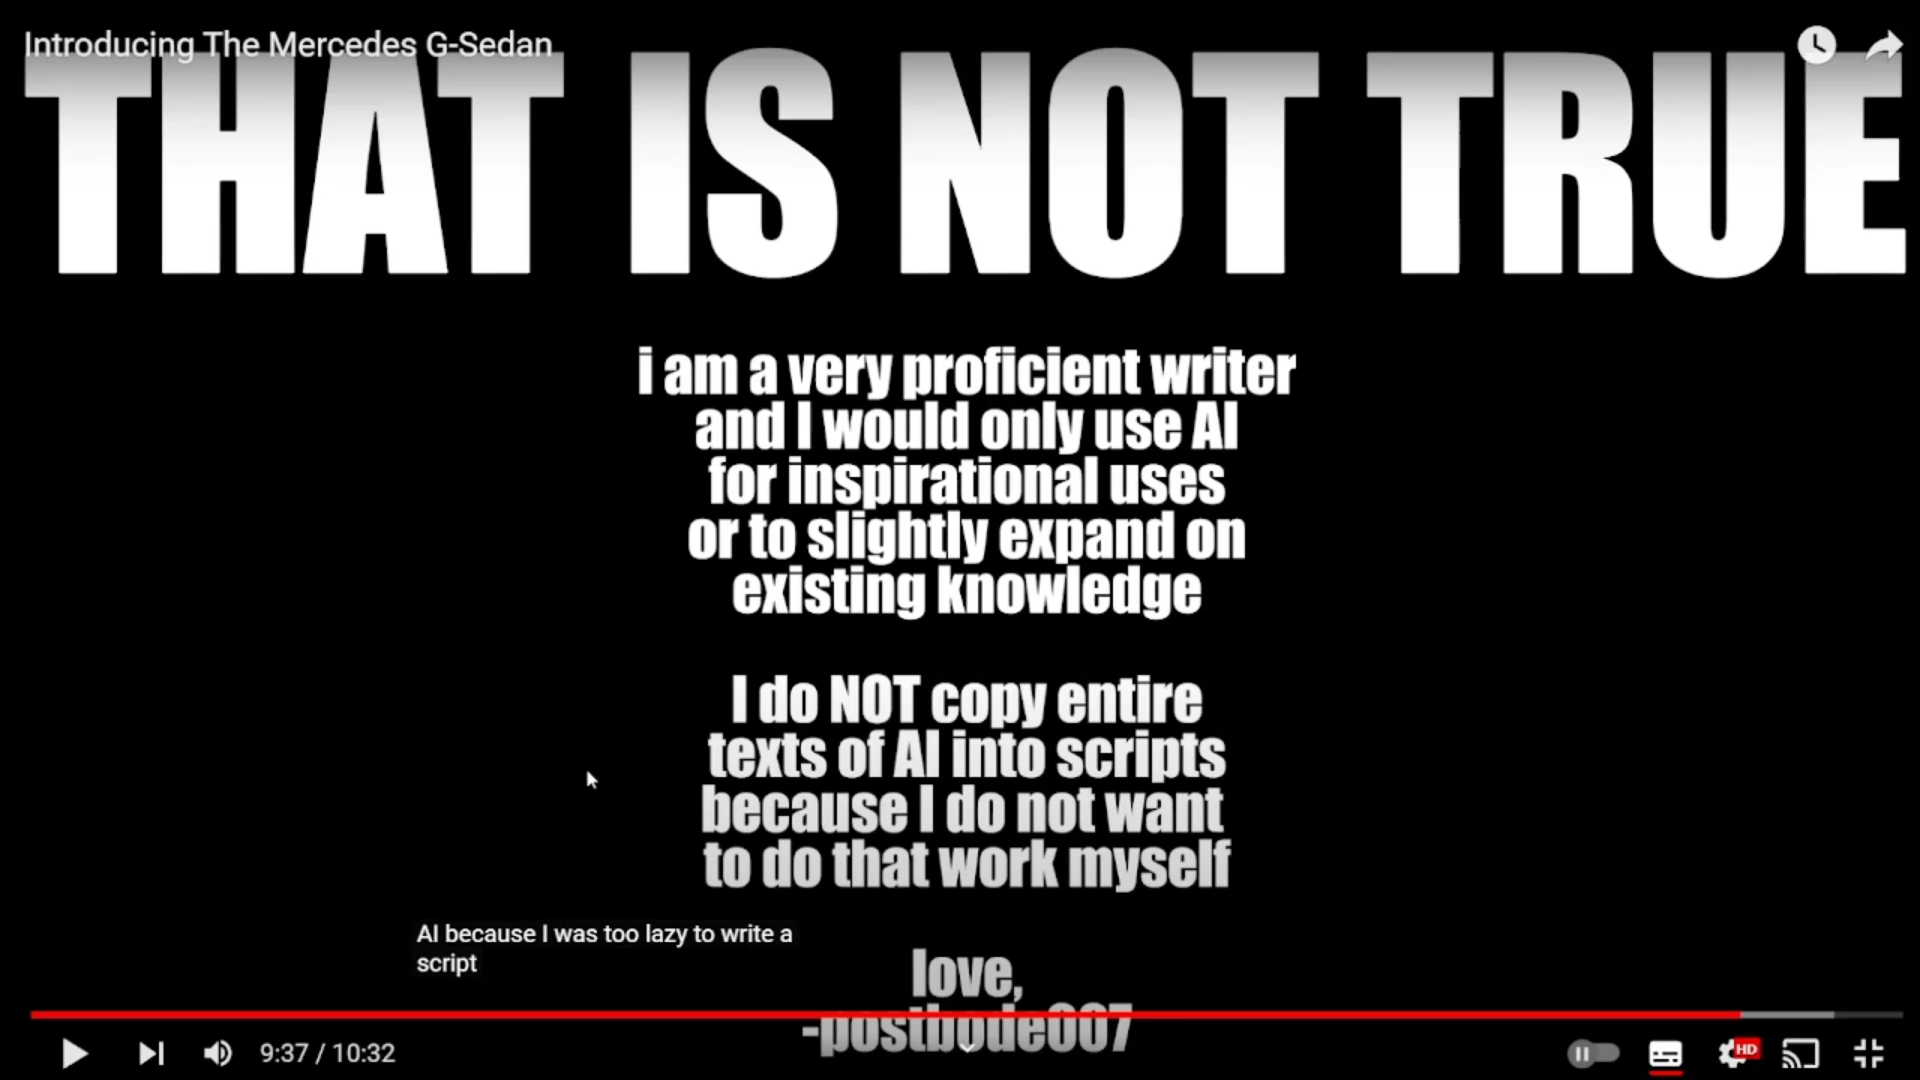 Introducing The Mercedes G-Sedan
THAT IS NOT TRUE
i am a very proficient writer
and I would only use AI
for inspirational uses
or to slightly expand on
existing knowledge
I do NOT copy entire
texts of AI into scripts
because I do not want
to do that work myself
AI because I was too lazy to write a
script
love,
-postbode007
9:37 / 10:32
HD